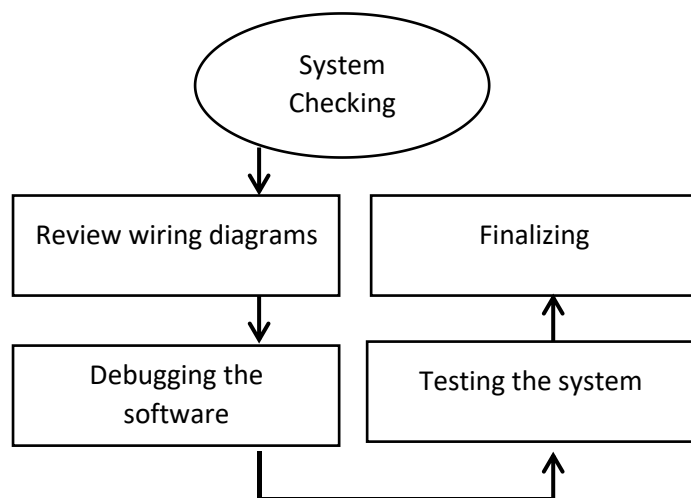 System
Checking
Review wiring diagrams
Finalizing
Debugging the
software
Testing the system